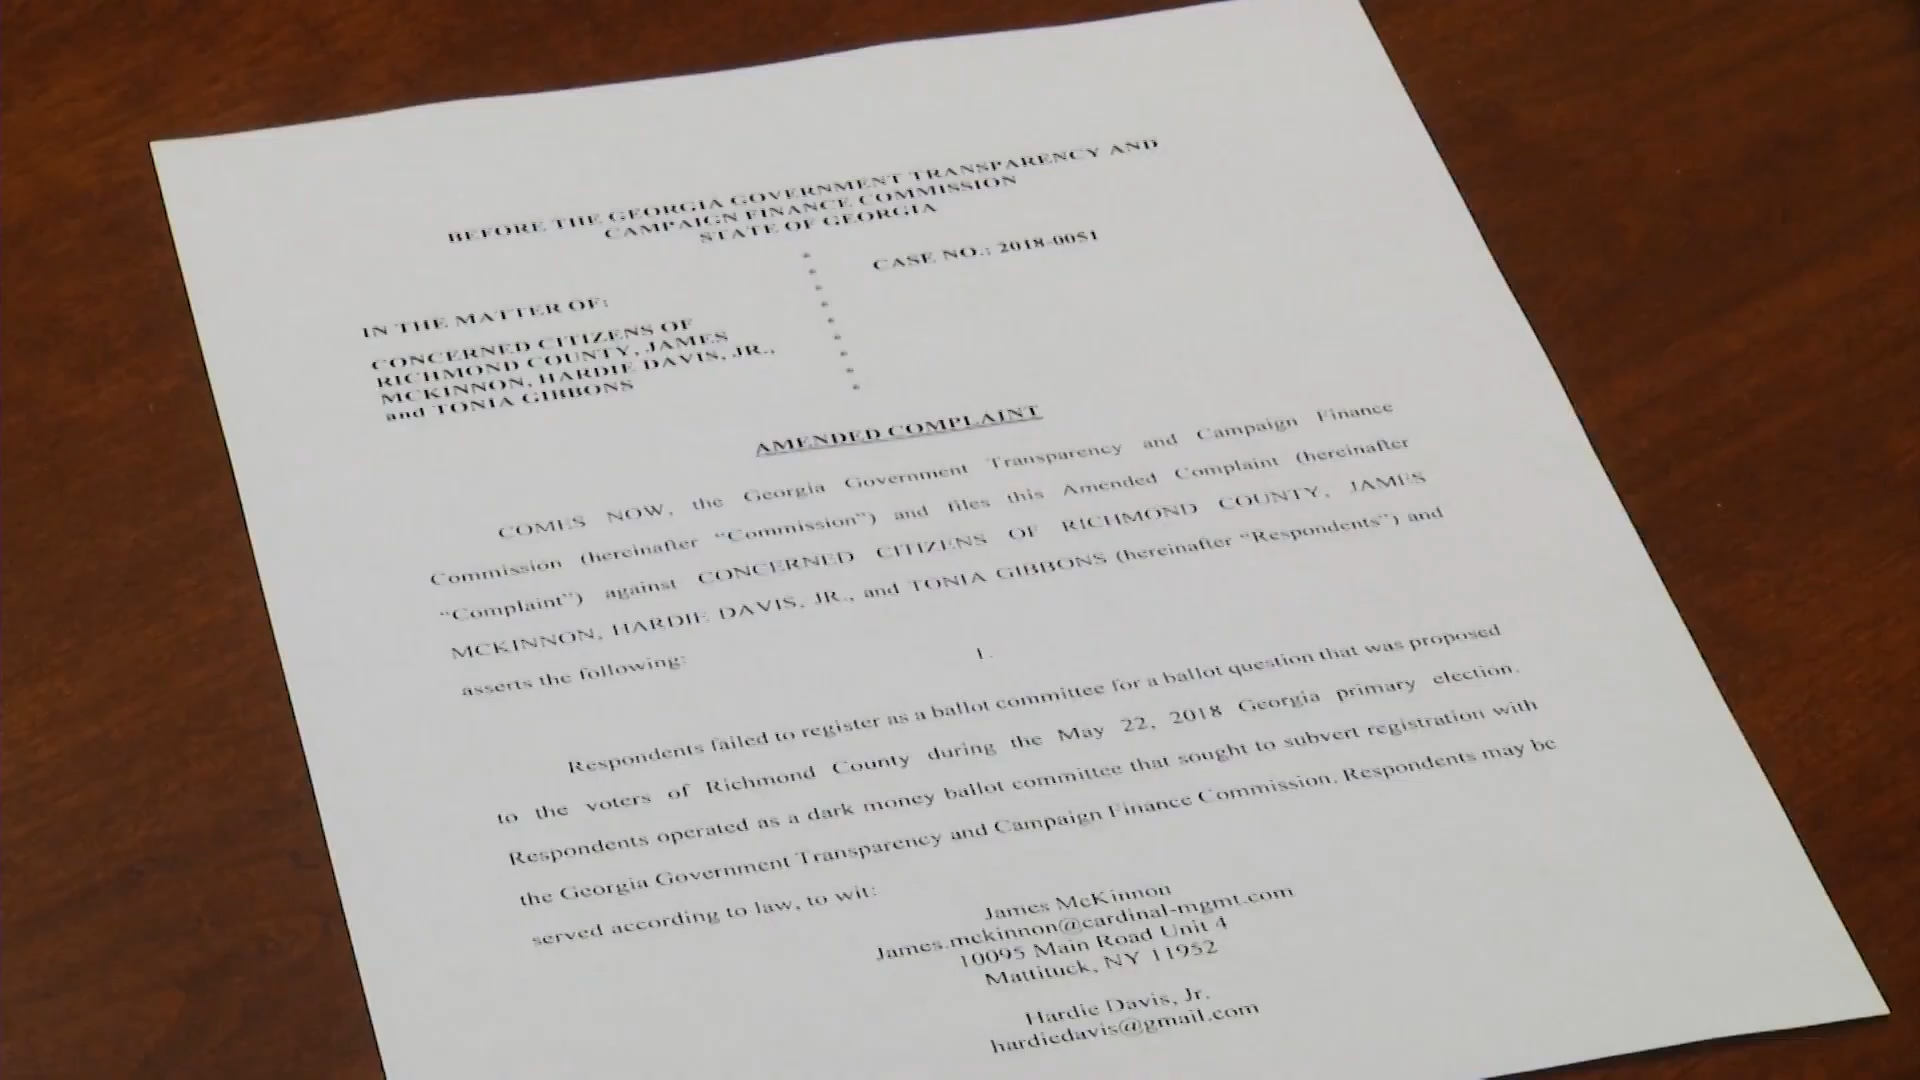 BEFORE THE GEORGIA GOVERNMENT TRANSPARENCY AND
CAMPAIGN FINANCE COMMISSION
STATE OF GEORGIA
CASE NO.: 2018-0051
IN THE MATTER OF:
CONCERNED CITIZENS OF
RICHMOND COUNTY, JAMES
MCKINNON, HARDIE DAVIS, JR.,
and TONIA GIBBONS
AMENDED COMPLAINT
COMES NOW, the Georgia Government Transparency and Campaign Finance
Commission (hereinafter “Commission”) and files this Amended Complaint (hereinafter
“Complaint”) against CONCERNED CITIZENS OF RICHMOND COUNTY, JAMES
MCKINNON, HARDIE DAVIS, JR., and TONIA GIBBONS (hereinafter “Respondents”) and
asserts the following:
1.
Respondents failed to register as a ballot committee for a ballot question that was proposed
to the voters of Richmond County during the May 22, 2018 Georgia primary election.
Respondents operated as a dark money ballot committee that sought to subvert registration with
the Georgia Government Transparency and Campaign Finance Commission. Respondents may be
served according to law, to wit:
James McKinnon
James.mckinnon@cardinal-mgmt.com
10095 Main Road Unit 4
Mattituck, NY 11952
Hardie Davis, Jr.
hardiedavis@gmail.com